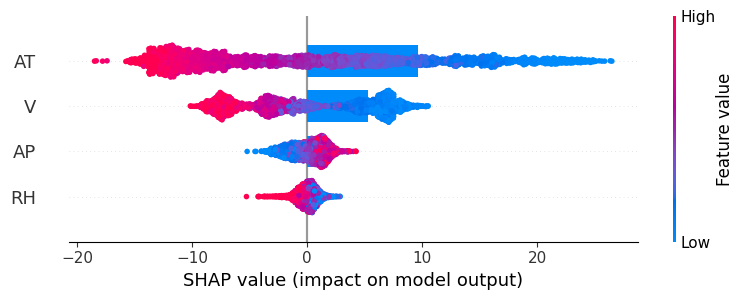 High
AT
V
AP
RH
Feature value
Low
−20 −10 0 10 20
SHAP value (impact on model output)